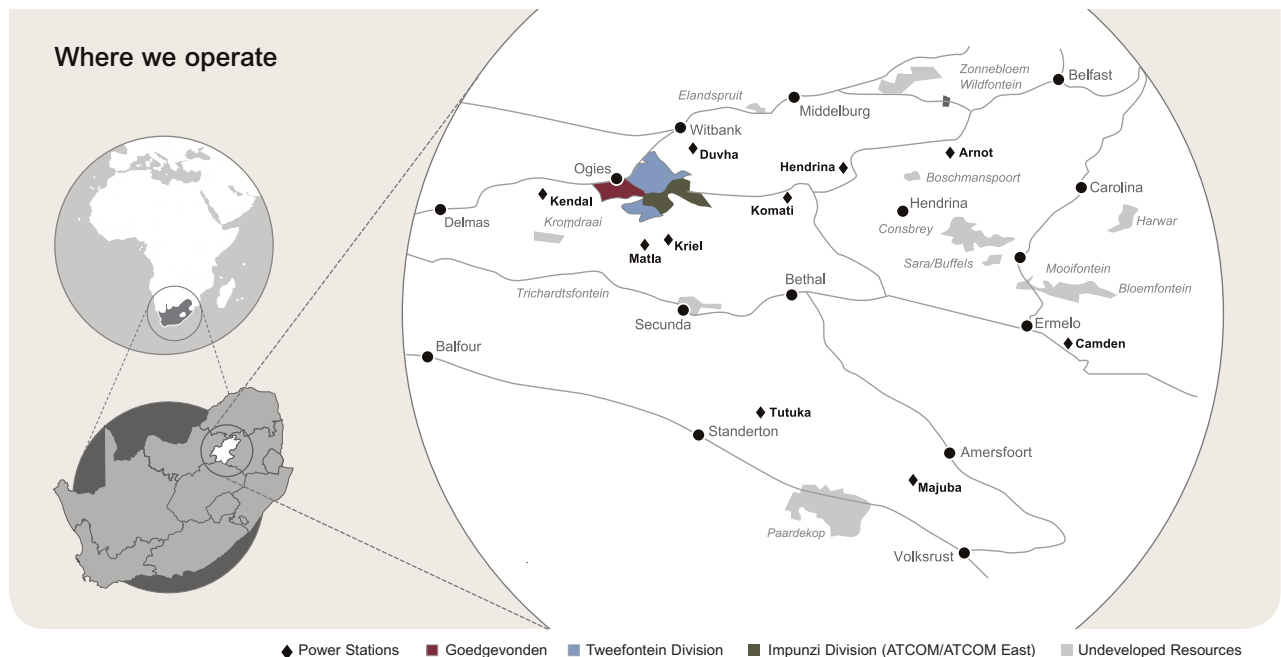 Where we operate
Zonnebloem
Wildfontein
Belfast
Elandspruit
Middelburg
Witbank
Duvha
Hendrina
Arnot
Ogies
Boschmanspoort
Carolina
Kendal
Komati
Hendrina
Delmas
Kromdraai
Consbrey
Harwar
Matla
Kriel
Sara/Buffels
Mooifontein
Bethal
Trichardtsfontein
Bloemfontein
Secunda
Ermelo
Camden
Balfour
Tutuka
Standerton
Amersfoort
Majuba
Paardekop
Volksrust
Power Stations Goedgevonden Tweefontein Division Impunzi Division (ATCOM/ATCOM East) Undeveloped Resources